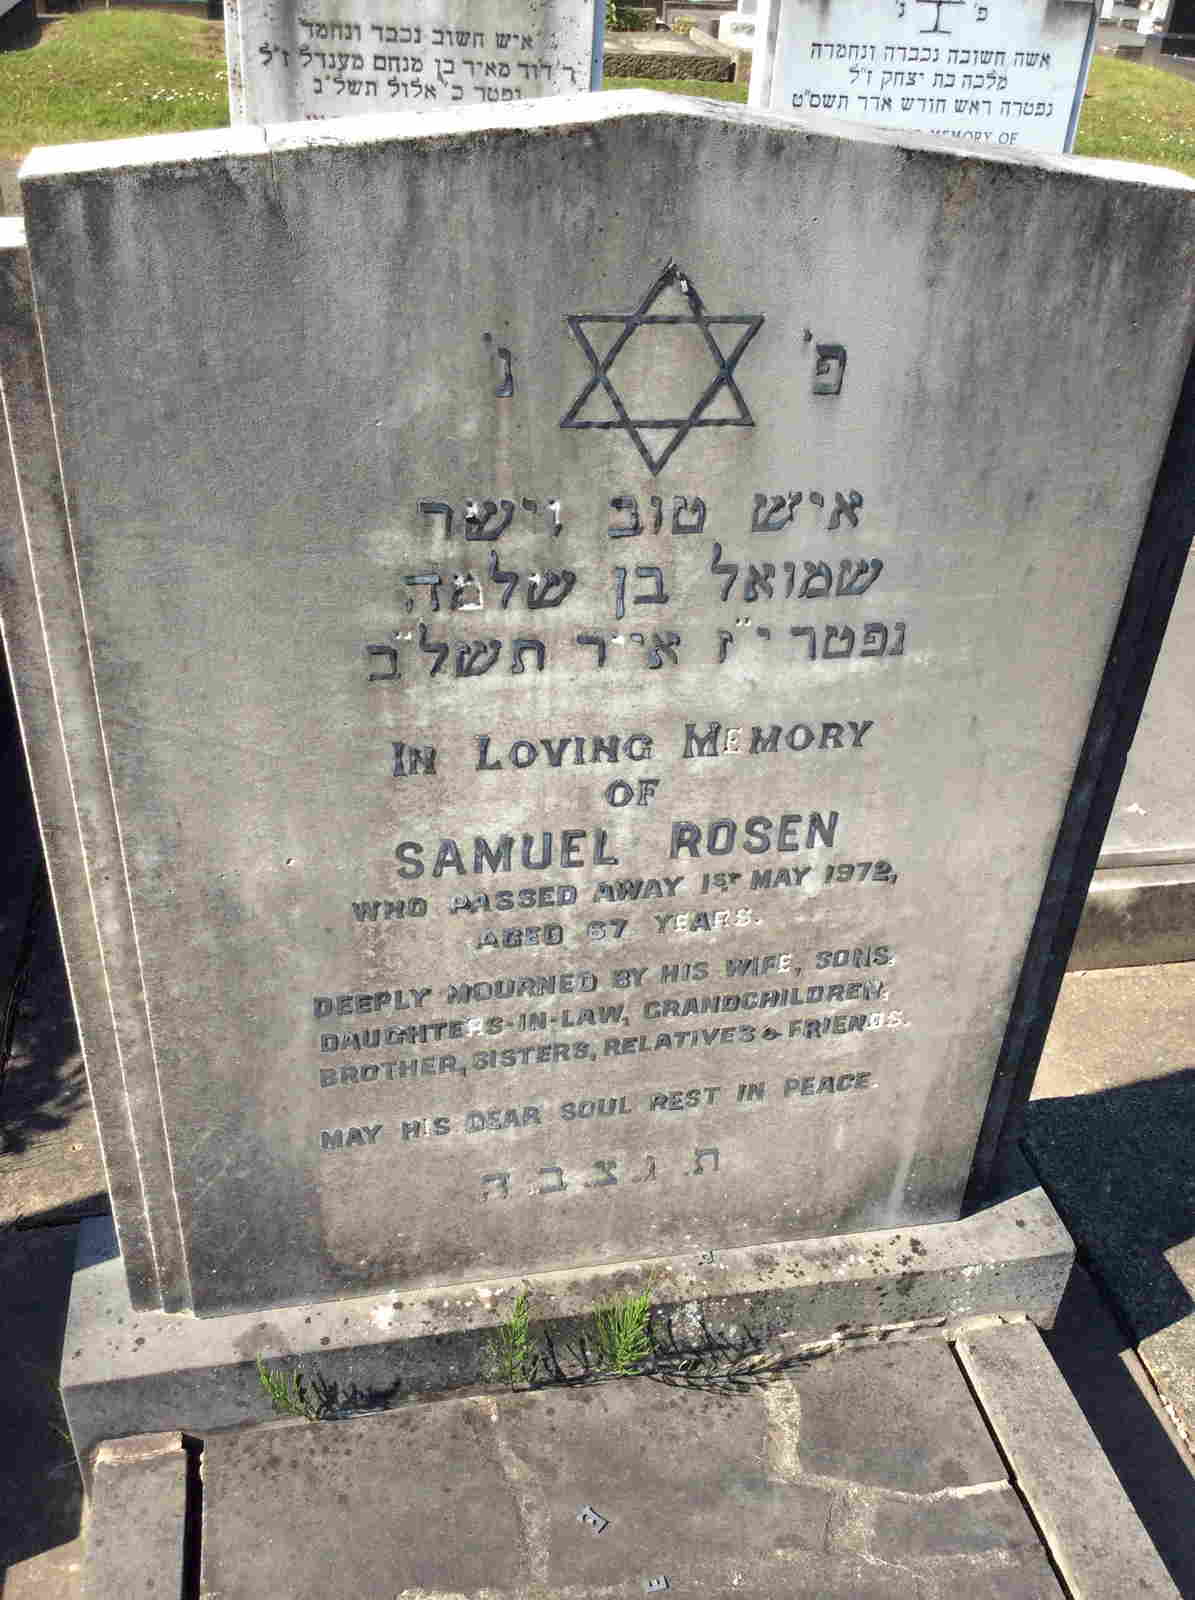 איש חשוב נכבד ונחמד
ר' דוד מאיר בן מנחם מענדל ז"ל
נפטר כ' אלול תשל"ג
פ' נ'
אשה חשובה נכבדה ונחמדה
מלכה בת יצחק ז"ל
נפטרה ראש חודש אדר תשס"ט
MEMORY OF
פ' נ'
איש טוב וישר
שמואל בן שלמה
נפטר י"ז אייר תשל"ב
IN LOVING MEMORY
OF
SAMUEL ROSEN
WHO PASSED AWAY 1ST MAY 1972,
AGED 67 YEARS.
DEEPLY MOURNED BY HIS WIFE, SONS,
DAUGHTERS-IN-LAW, GRANDCHILDREN,
BROTHER, SISTERS, RELATIVES & FRIENDS.
MAY HIS DEAR SOUL REST IN PEACE.
ת. נ. צ. ב. ה